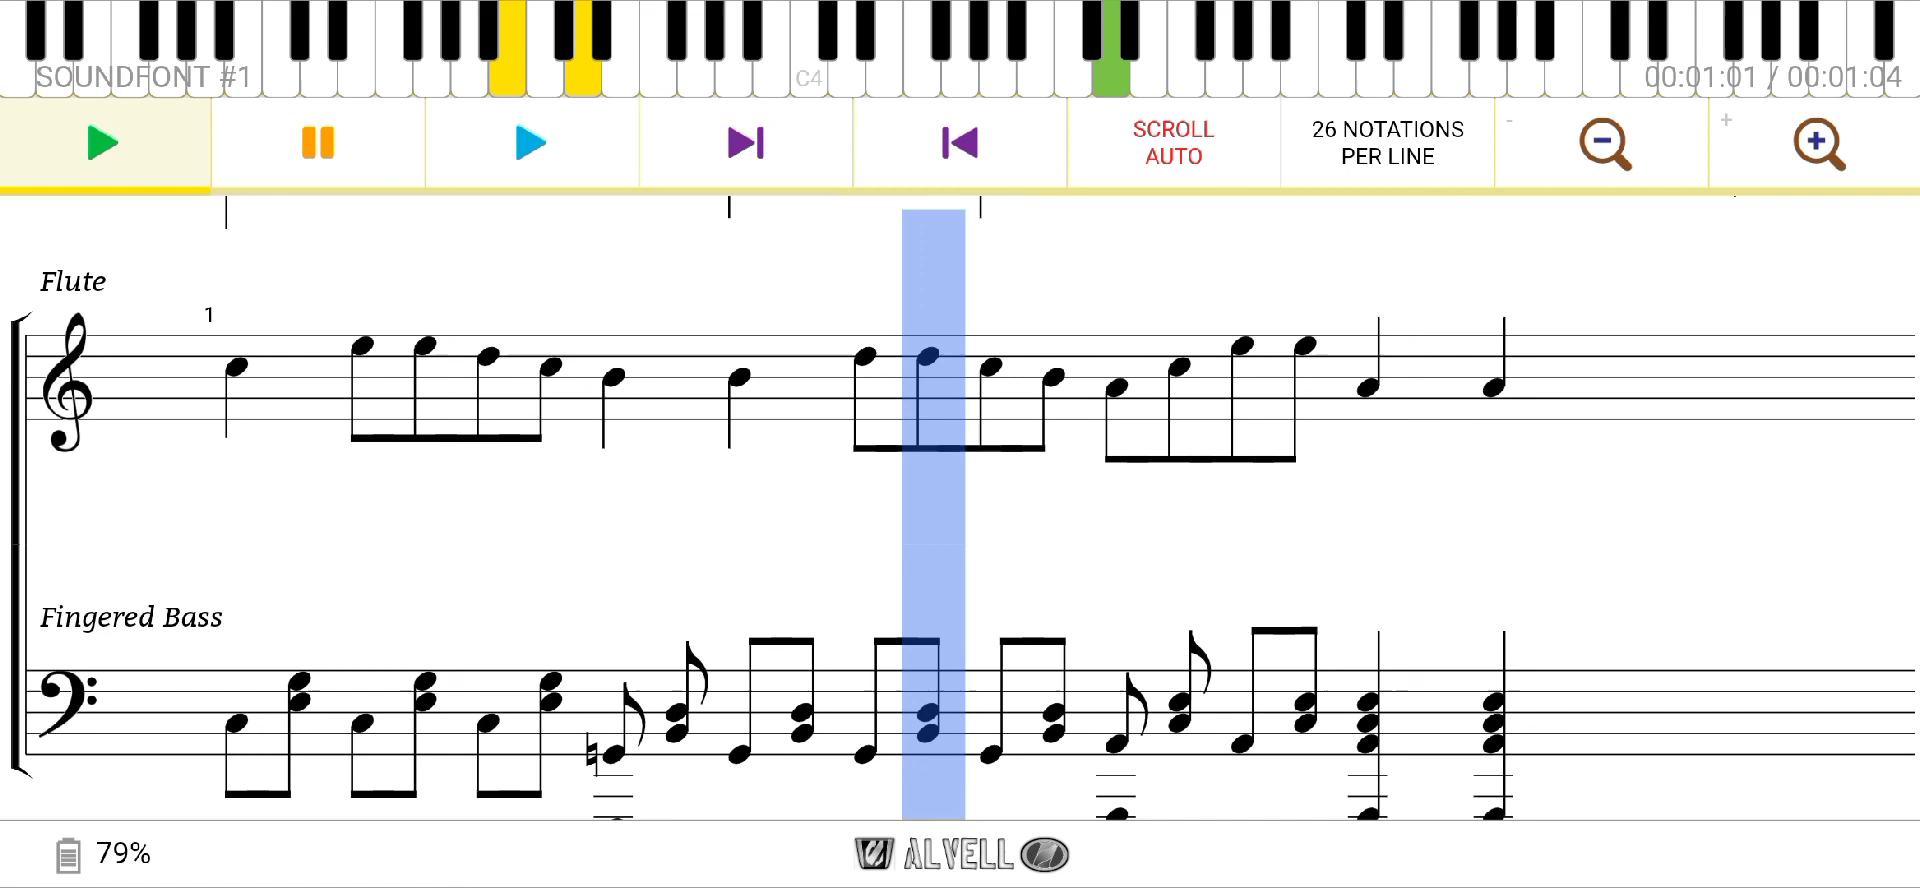 SOUNDFONT #1
C4
00:01:01 / 00:01:04
SCROLL
AUTO
26 NOTATIONS
PER LINE
-
+
Flute
1
Fingered Bass
79%
ALVELL